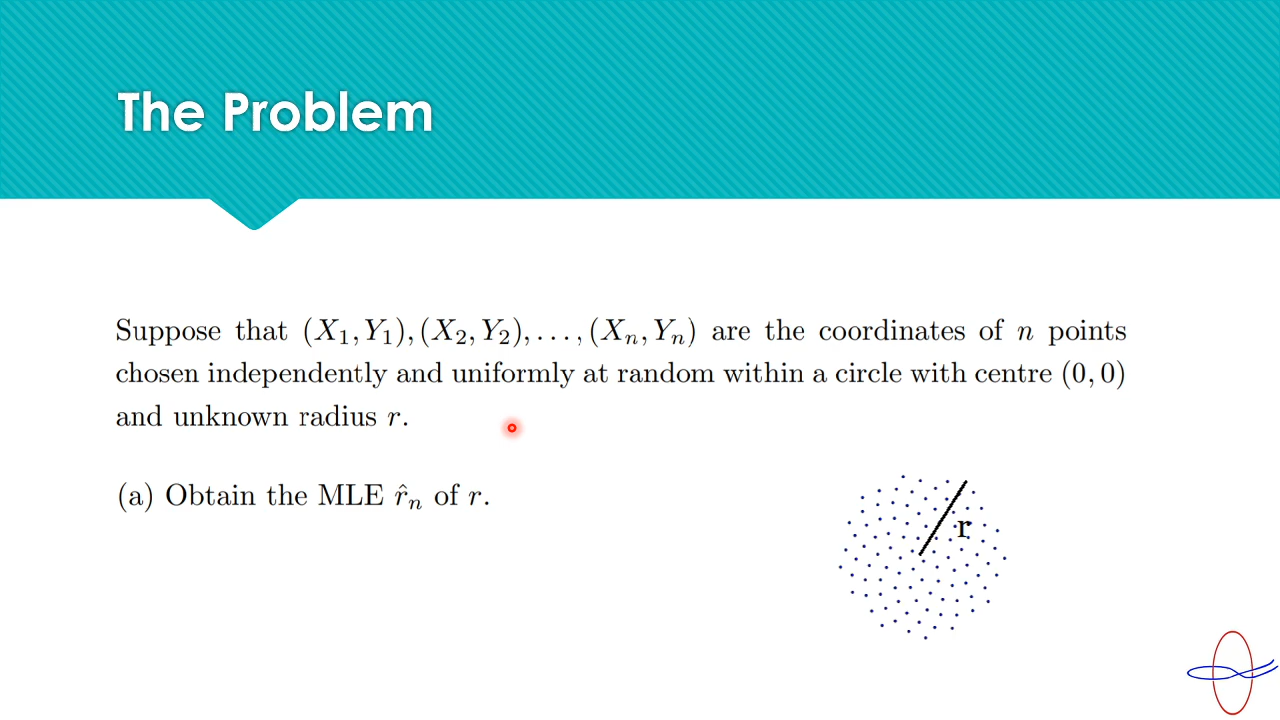 The Problem
Suppose that (X₁, Y₁), (X₂, Y₂), . . . , (Xₙ, Yₙ) are the coordinates of n points
chosen independently and uniformly at random within a circle with centre (0, 0)
and unknown radius r.
(a) Obtain the MLE r̂ₙ of r.
r